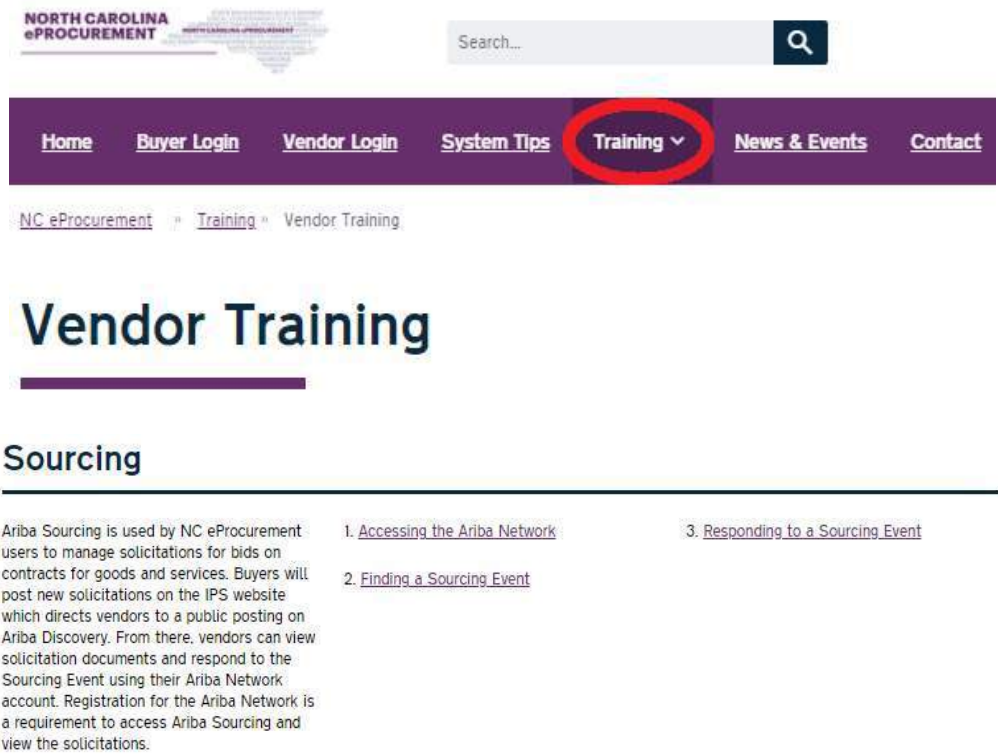 NORTH CAROLINA
ePROCUREMENT
NORTH CAROLINA ePROCUREMENT
Search...
Home Buyer Login Vendor Login System Tips Training News & Events Contact
NC eProcurement » Training » Vendor Training
Vendor Training
Sourcing
Ariba Sourcing is used by NC eProcurement
users to manage solicitations for bids on
contracts for goods and services. Buyers will
post new solicitations on the IPS website
which directs vendors to a public posting on
Ariba Discovery. From there, vendors can view
solicitation documents and respond to the
Sourcing Event using their Ariba Network
account. Registration for the Ariba Network is
a requirement to access Ariba Sourcing and
view the solicitations.
1. Accessing the Ariba Network
2. Finding a Sourcing Event
3. Responding to a Sourcing Event